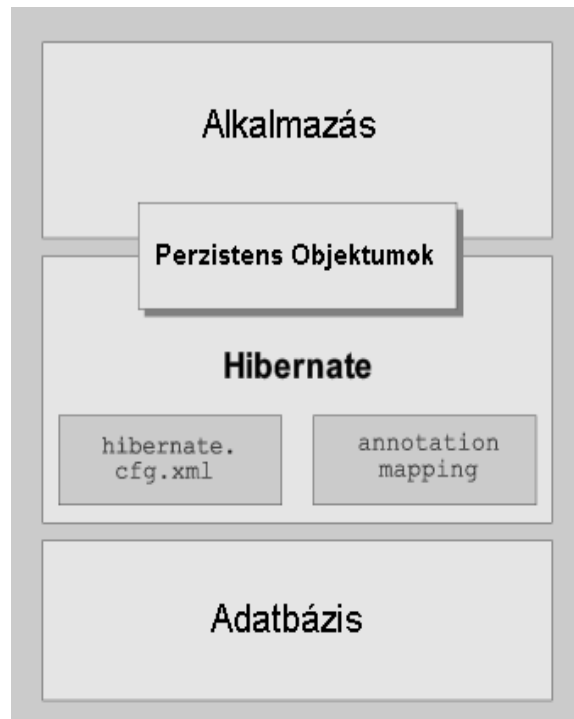 Alkalmazás
Perzistens Objektumok
Hibernate
hibernate.
cfg.xml
annotation
mapping
Adatbázis